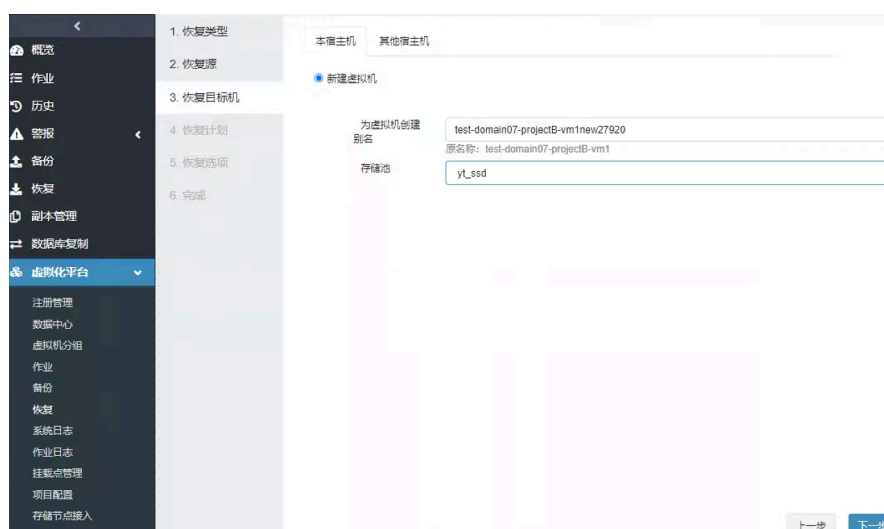 概览
作业
历史
警报
备份
恢复
副本管理
数据库复制
虚拟化平台
注册管理
数据中心
虚拟机分组
作业
备份
恢复
系统日志
作业日志
挂载点管理
项目配置
存储节点接入
1. 恢复类型
2. 恢复源
3. 恢复目标机
4. 恢复计划
5. 恢复选项
6. 完成
本宿主机 其他宿主机
新建虚拟机
为虚拟机创建
别名
test-domain07-projectB-vm1new27920
原名称：test-domain07-projectB-vm1
存储池
yt_ssd
上一步 下一步